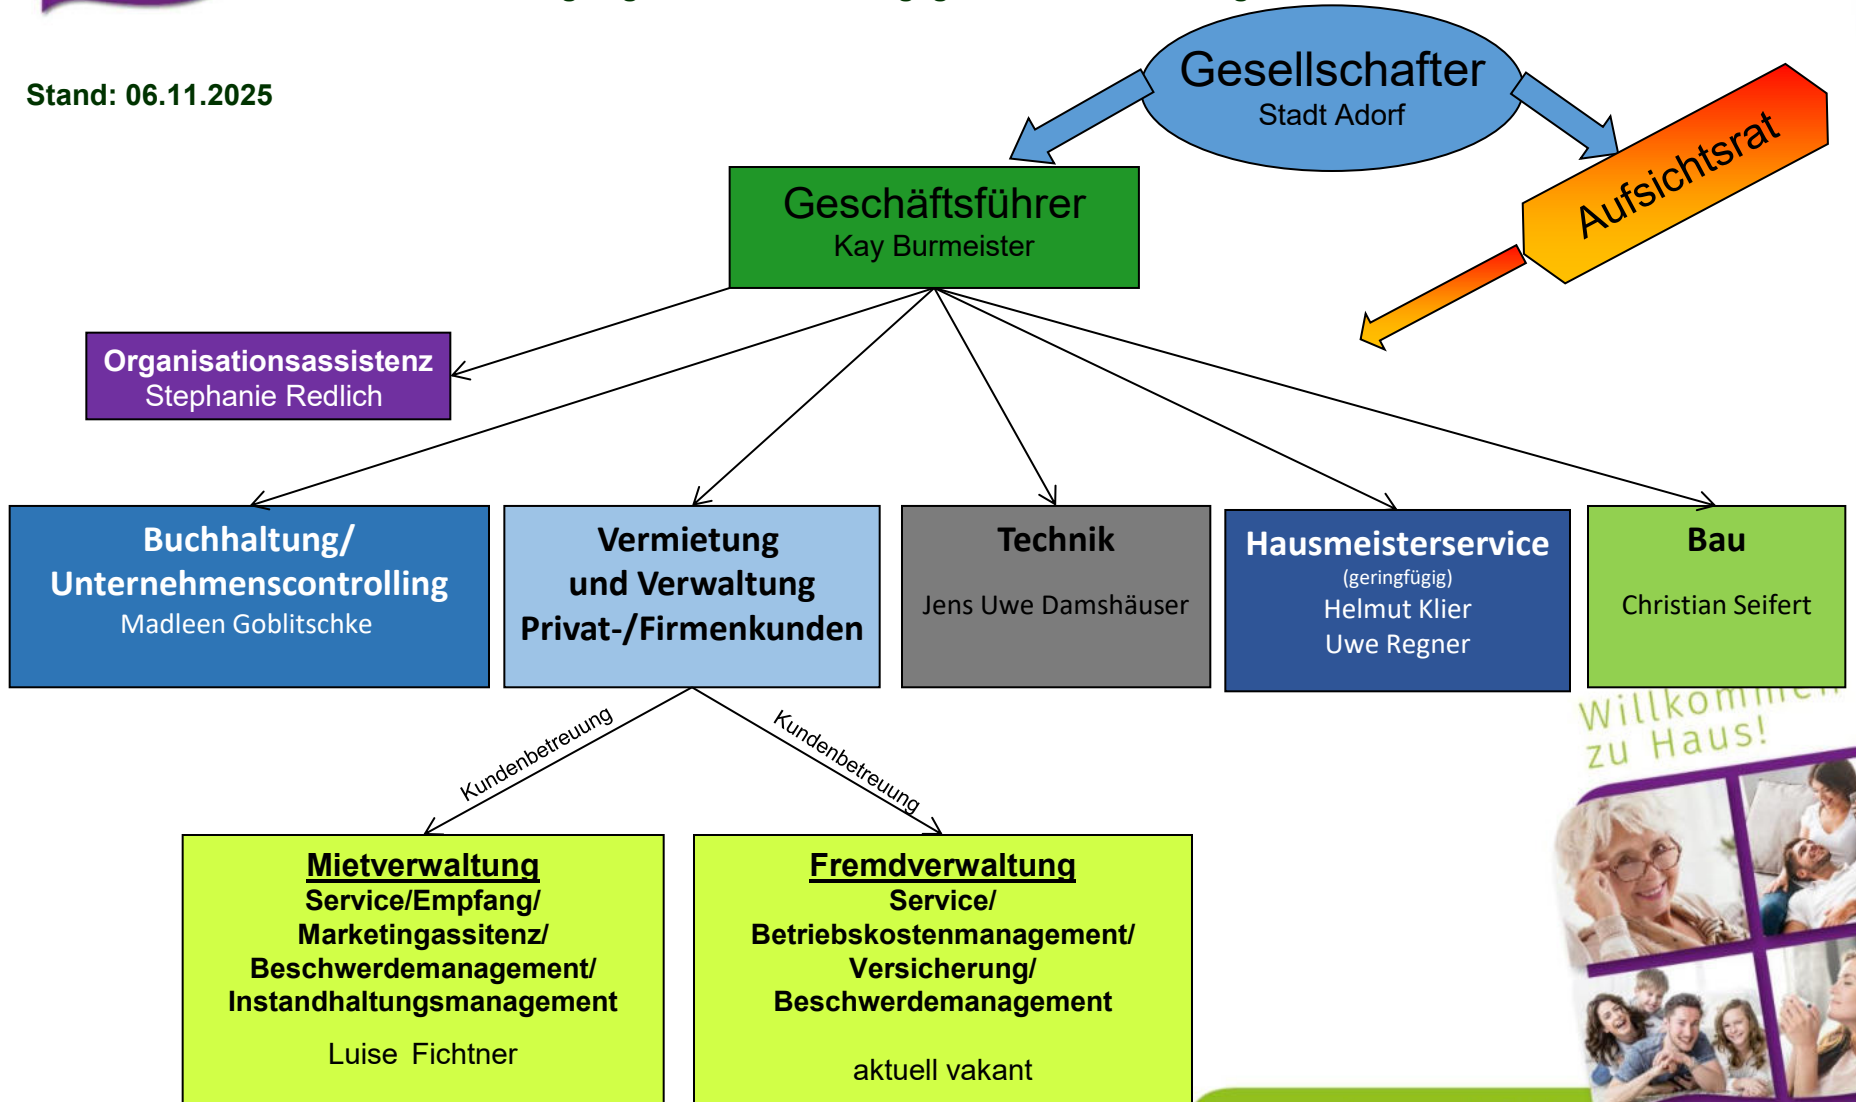 Stand: 06.11.2025
Gesellschafter
Stadt Adorf
Aufsichtsrat
Geschäftsführer
Kay Burmeister
Organisationsassistenz
Stephanie Redlich
Buchhaltung/
Unternehmenscontrolling
Madleen Goblitschke
Vermietung
und Verwaltung
Privat-/Firmenkunden
Technik
Jens Uwe Damshäuser
Hausmeisterservice
(geringfügig)
Helmut Klier
Uwe Regner
Bau
Christian Seifert
Kundenbetreuung
Kundenbetreuung
Willkommen
zu Haus!
Mietverwaltung
Service/Empfang/
Marketingassitenz/
Beschwerdemanagement/
Instandhaltungsmanagement
Luise Fichtner
Fremdverwaltung
Service/
Betriebskostenmanagement/
Versicherung/
Beschwerdemanagement
aktuell vakant